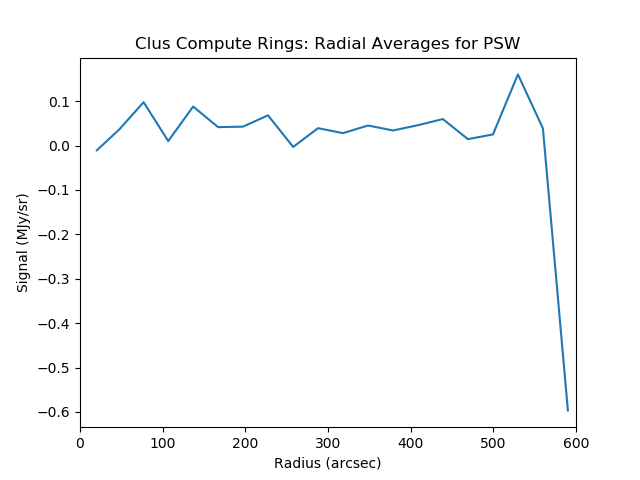 Clus Compute Rings: Radial Averages for PSW
Signal (MJy/sr)
0.1
0.0
−0.1
−0.2
−0.3
−0.4
−0.5
−0.6
0 100 200 300 400 500 600
Radius (arcsec)